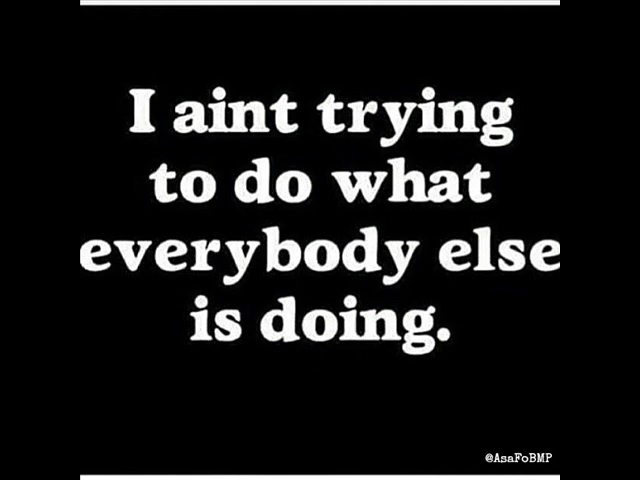 I aint trying
to do what
everybody else
is doing.
@AsaFoBMP